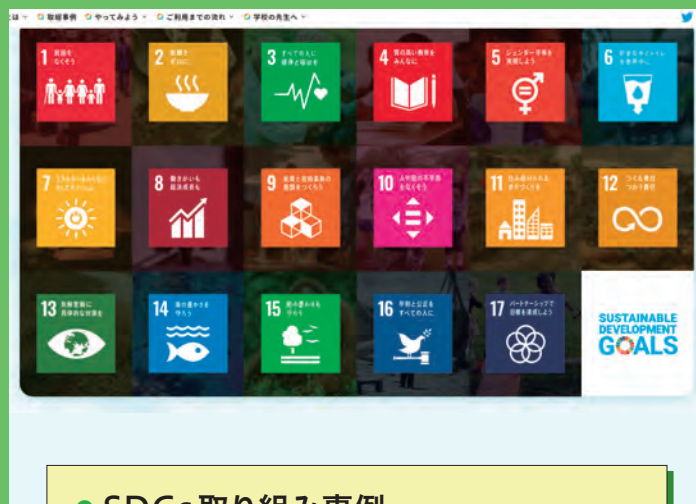 とは
取組事例
やってみよう
ご利用までの流れ
学校の先生へ
1 貧困を
なくそう
2 飢餓を
ゼロに
3 すべての人に
健康と福祉を
4 質の高い教育を
みんなに
5 ジェンダー平等を
実現しよう
6 安全な水とトイレ
を世界中に
7 エネルギーをみんなに
そしてクリーンに
8 働きがいも
経済成長も
9 産業と技術革新の
基盤をつくろう
10 人や国の不平等
をなくそう
11 住み続けられる
まちづくりを
12 つくる責任
つかう責任
13 気候変動に
具体的な対策を
14 海の豊かさを
守ろう
15 陸の豊かさも
守ろう
16 平和と公正を
すべての人に
17 パートナーシップで
目標を達成しよう
SUSTAINABLE
DEVELOPMENT
GOALS
SDGs取り組み事例